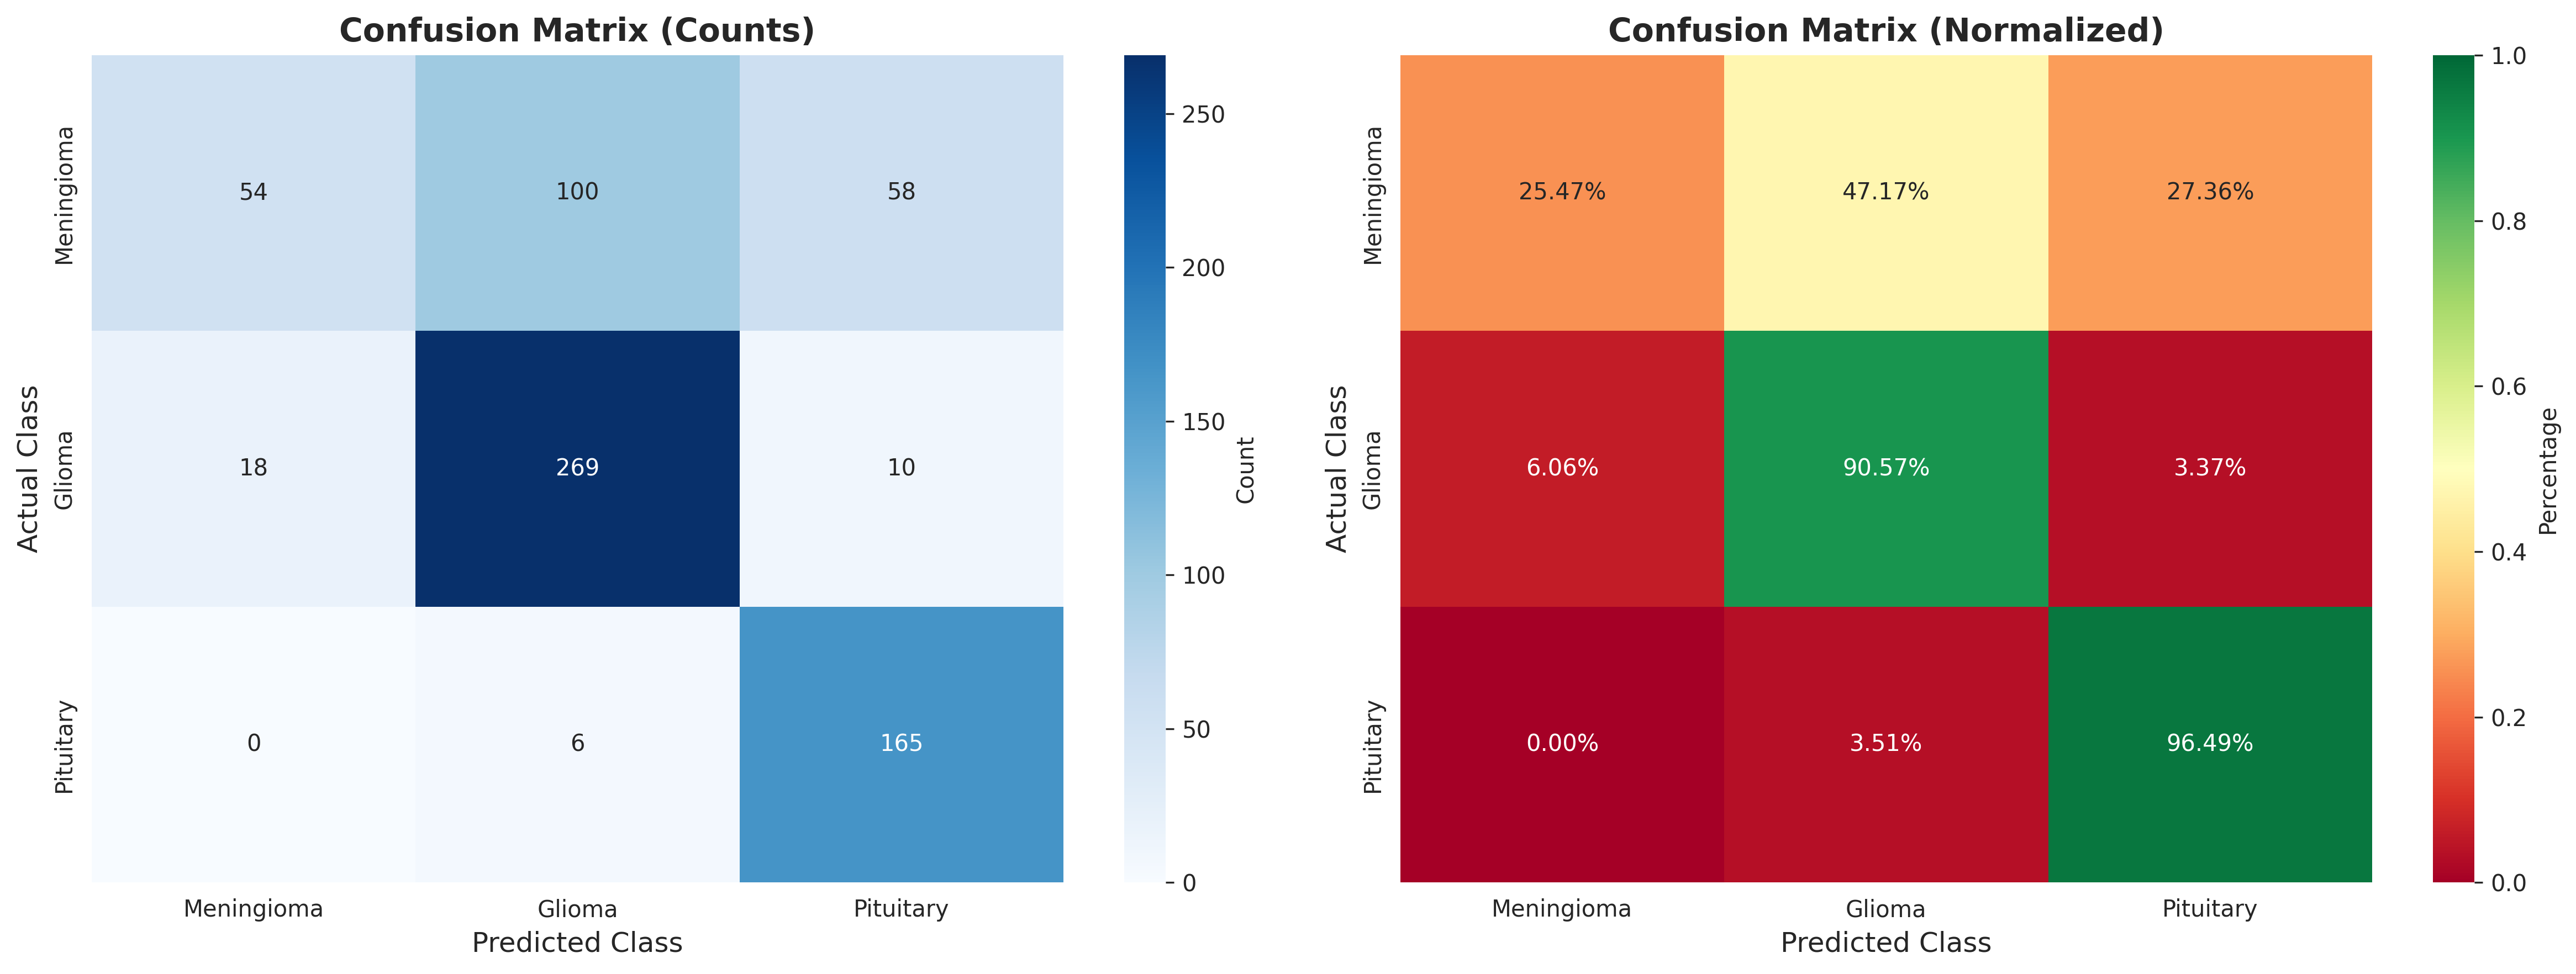 Confusion Matrix (Counts)
Actual Class
Meningioma
Glioma
Pituitary
54 100 58
18 269 10
0 6 165
Meningioma Glioma Pituitary
Predicted Class
250
200
150
100
50
0
Count
Confusion Matrix (Normalized)
Actual Class
Meningioma
Glioma
Pituitary
25.47% 47.17% 27.36%
6.06% 90.57% 3.37%
0.00% 3.51% 96.49%
Meningioma Glioma Pituitary
Predicted Class
1.0
0.8
0.6
0.4
0.2
0.0
Percentage